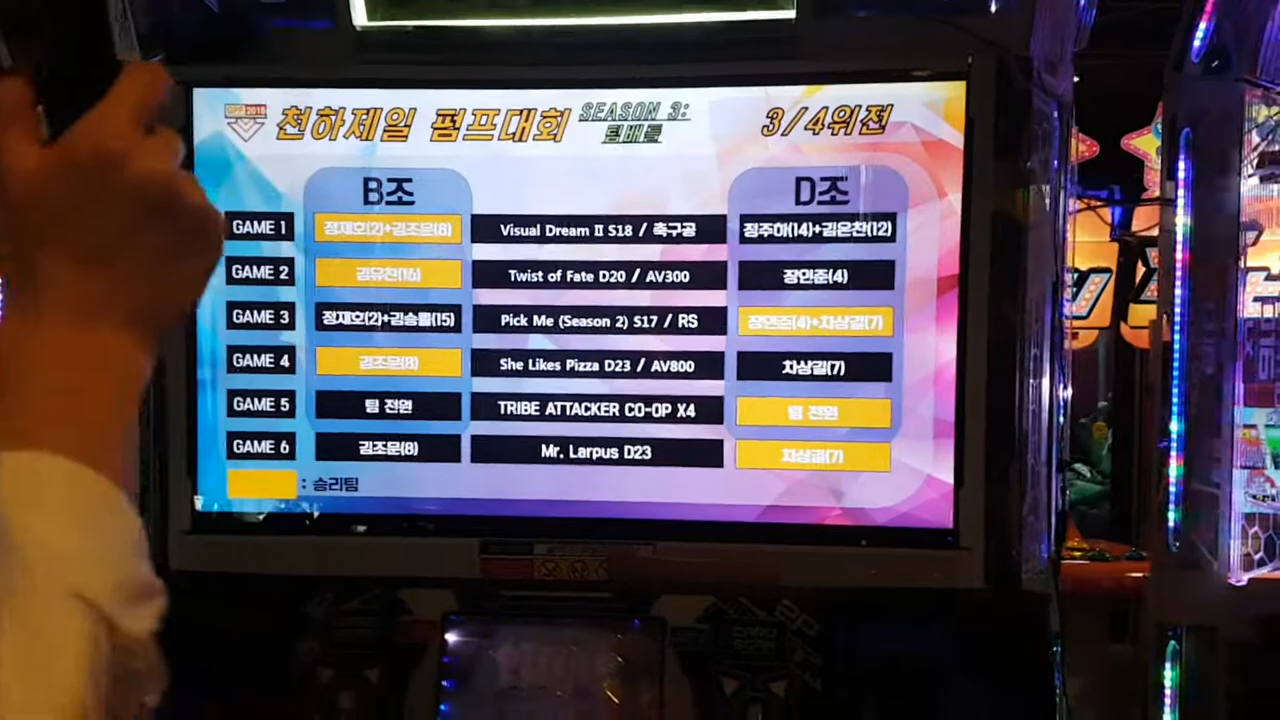 OPF 2018
천하제일 펌프대회
SEASON 3:
팀배틀
3/4위전
B조
D조
GAME 1 정재호(2)+김조문(8) Visual Dream II S18 / 축구공 정주하(14)+김은찬(12)
GAME 2 김유찬(16) Twist of Fate D20 / AV300 장인준(4)
GAME 3 정재호(2)+김승률(15) Pick Me (Season 2) S17 / RS 장인준(4)+차상길(7)
GAME 4 김조문(8) She Likes Pizza D23 / AV800 차상길(7)
GAME 5 팀 전원 TRIBE ATTACKER CO-OP X4 팀 전원
GAME 6 김조문(8) Mr. Larpus D23 차상길(7)
: 승리팀